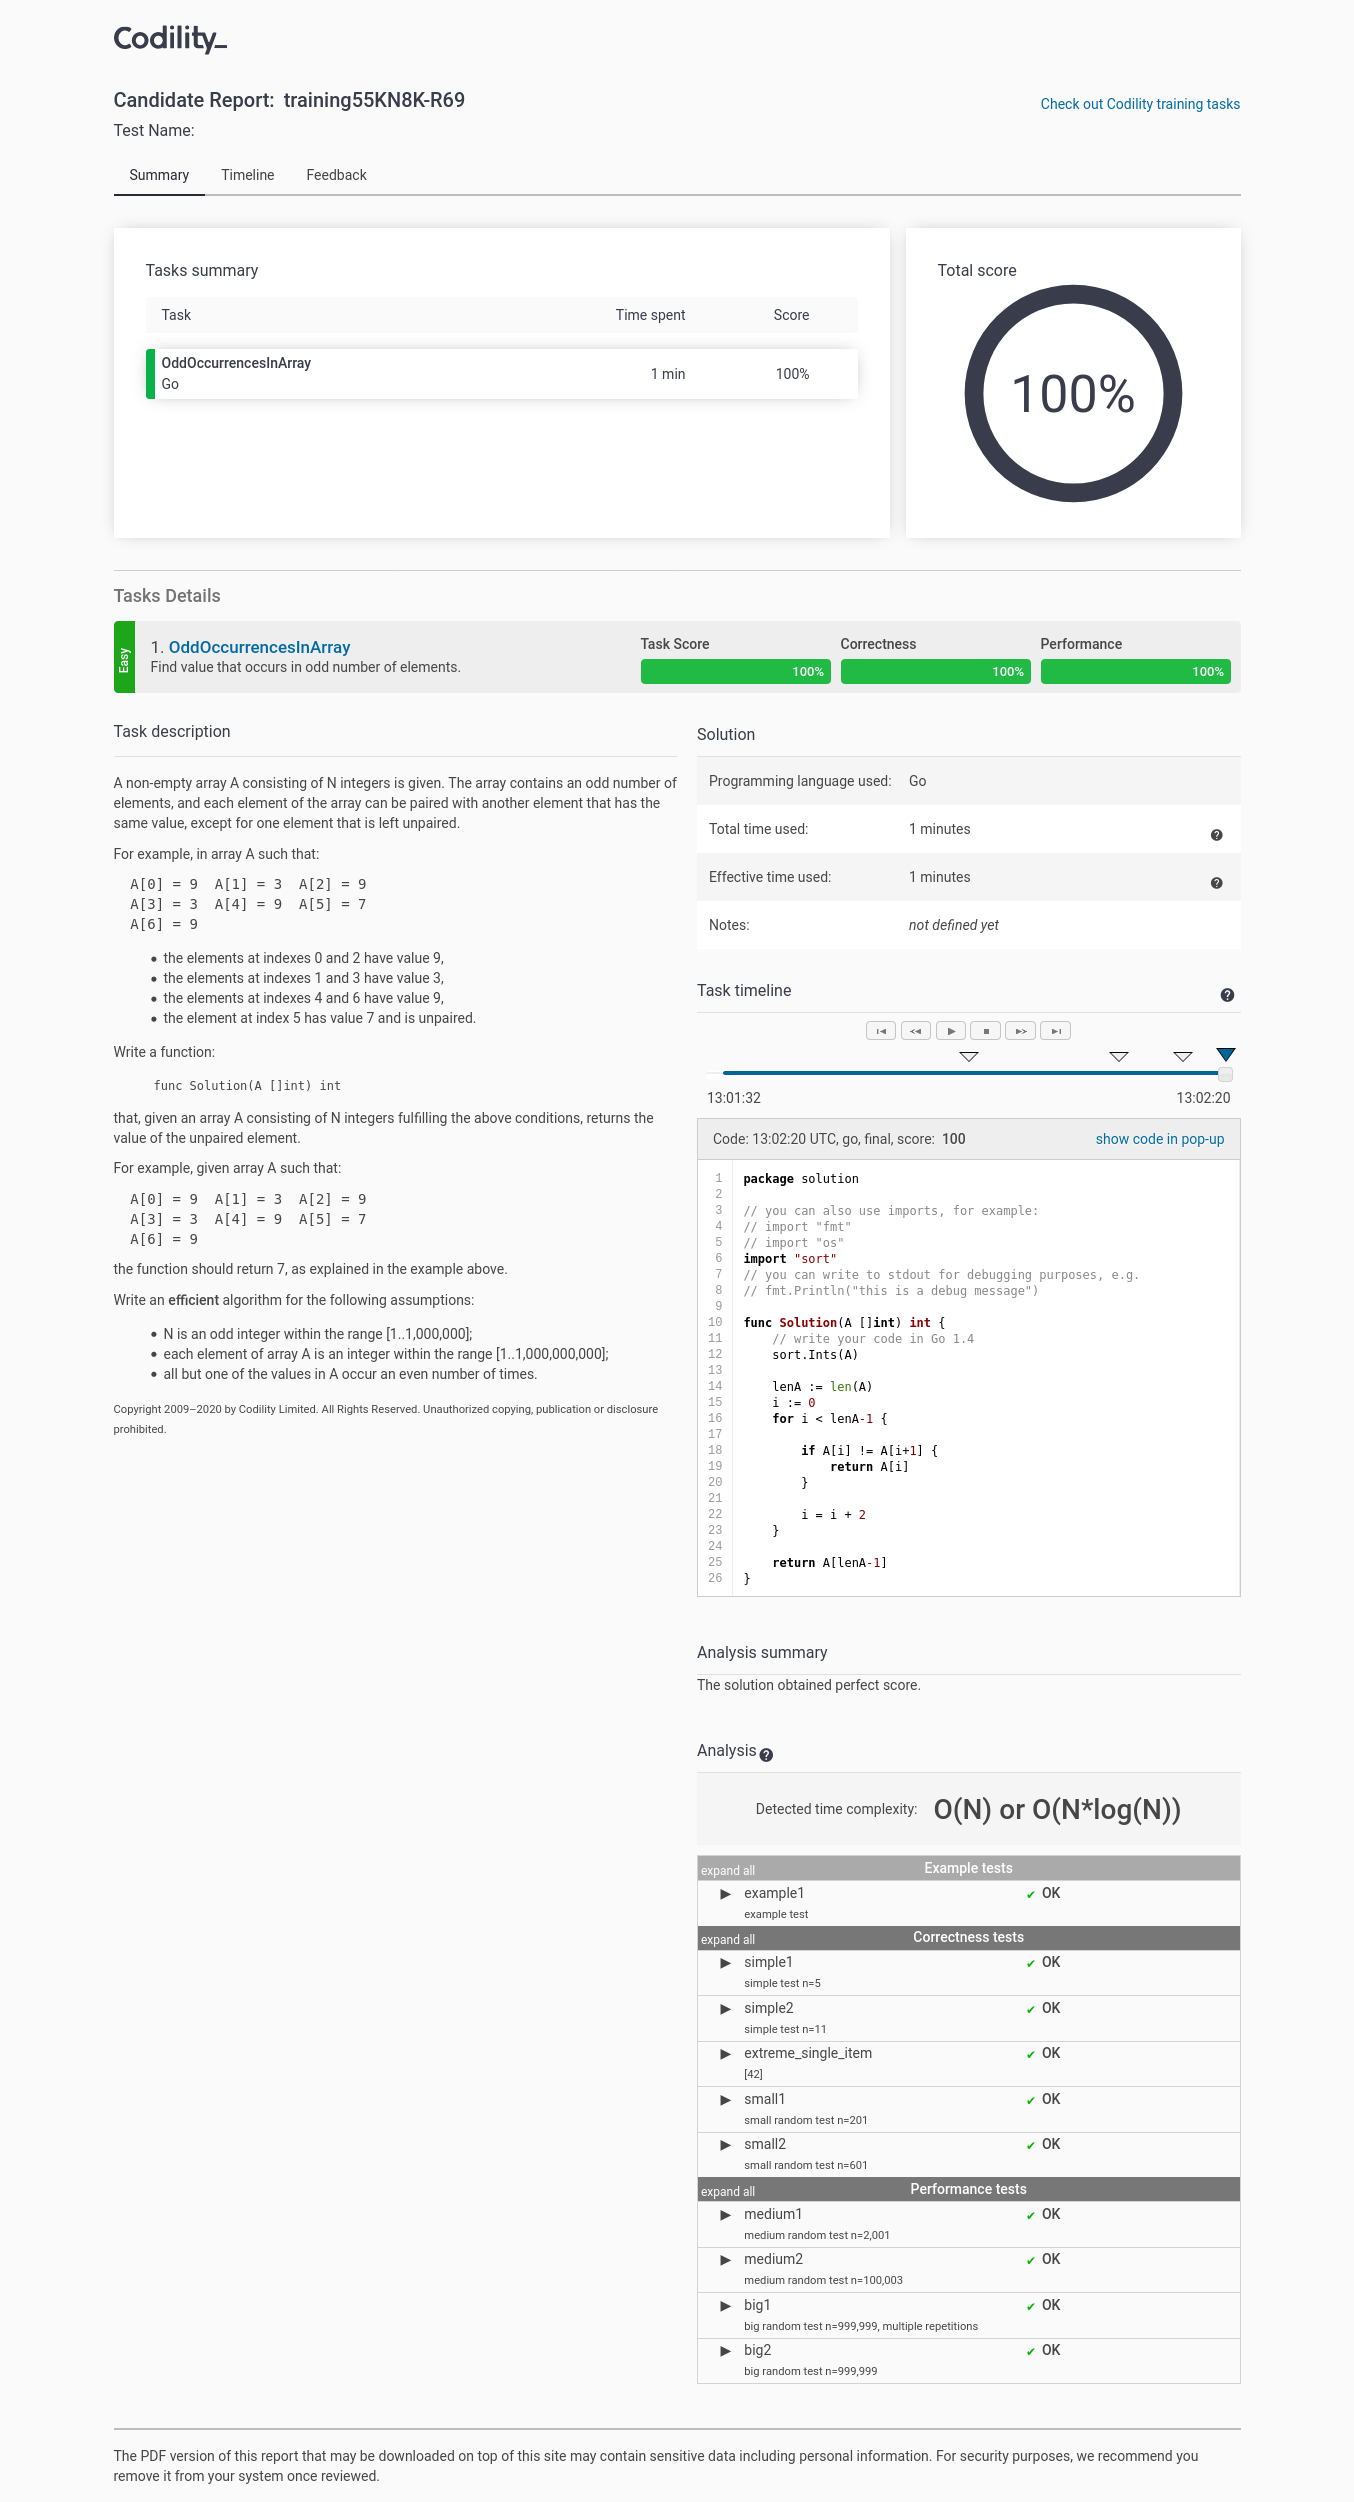 Codility_
Candidate Report: training55KN8K-R69
Check out Codility training tasks
Test Name:
Summary Timeline Feedback
Tasks summary
Task Time spent Score
OddOccurrencesInArray
Go
1 min 100%
Total score
100%
Tasks Details
Easy
1. OddOccurrencesInArray
Find value that occurs in odd number of elements.
Task Score
100%
Correctness
100%
Performance
100%
Task description
A non-empty array A consisting of N integers is given. The array contains an odd number of
elements, and each element of the array can be paired with another element that has the
same value, except for one element that is left unpaired.
For example, in array A such that:
A[0] = 9  A[1] = 3  A[2] = 9
A[3] = 3  A[4] = 9  A[5] = 7
A[6] = 9
• the elements at indexes 0 and 2 have value 9,
• the elements at indexes 1 and 3 have value 3,
• the elements at indexes 4 and 6 have value 9,
• the element at index 5 has value 7 and is unpaired.
Write a function:
func Solution(A []int) int
that, given an array A consisting of N integers fulfilling the above conditions, returns the
value of the unpaired element.
For example, given array A such that:
A[0] = 9  A[1] = 3  A[2] = 9
A[3] = 3  A[4] = 9  A[5] = 7
A[6] = 9
the function should return 7, as explained in the example above.
Write an efficient algorithm for the following assumptions:
• N is an odd integer within the range [1..1,000,000];
• each element of array A is an integer within the range [1..1,000,000,000];
• all but one of the values in A occur an even number of times.
Copyright 2009–2020 by Codility Limited. All Rights Reserved. Unauthorized copying, publication or disclosure
prohibited.
Solution
Programming language used: Go
Total time used: 1 minutes
Effective time used: 1 minutes
Notes: not defined yet
Task timeline
13:01:32 13:02:20
Code: 13:02:20 UTC, go, final, score: 100
show code in pop-up
1 package solution
2
3 // you can also use imports, for example:
4 // import "fmt"
5 // import "os"
6 import "sort"
7 // you can write to stdout for debugging purposes, e.g.
8 // fmt.Println("this is a debug message")
9
10 func Solution(A []int) int {
11     // write your code in Go 1.4
12     sort.Ints(A)
13
14     lenA := len(A)
15     i := 0
16     for i < lenA-1 {
17
18         if A[i] != A[i+1] {
19             return A[i]
20         }
21
22         i = i + 2
23     }
24
25     return A[lenA-1]
26 }
Analysis summary
The solution obtained perfect score.
Analysis
Detected time complexity: O(N) or O(N*log(N))
expand all Example tests
▶ example1 ✔ OK
example test
expand all Correctness tests
▶ simple1 ✔ OK
simple test n=5
▶ simple2 ✔ OK
simple test n=11
▶ extreme_single_item ✔ OK
[42]
▶ small1 ✔ OK
small random test n=201
▶ small2 ✔ OK
small random test n=601
expand all Performance tests
▶ medium1 ✔ OK
medium random test n=2,001
▶ medium2 ✔ OK
medium random test n=100,003
▶ big1 ✔ OK
big random test n=999,999, multiple repetitions
▶ big2 ✔ OK
big random test n=999,999
The PDF version of this report that may be downloaded on top of this site may contain sensitive data including personal information. For security purposes, we recommend you
remove it from your system once reviewed.